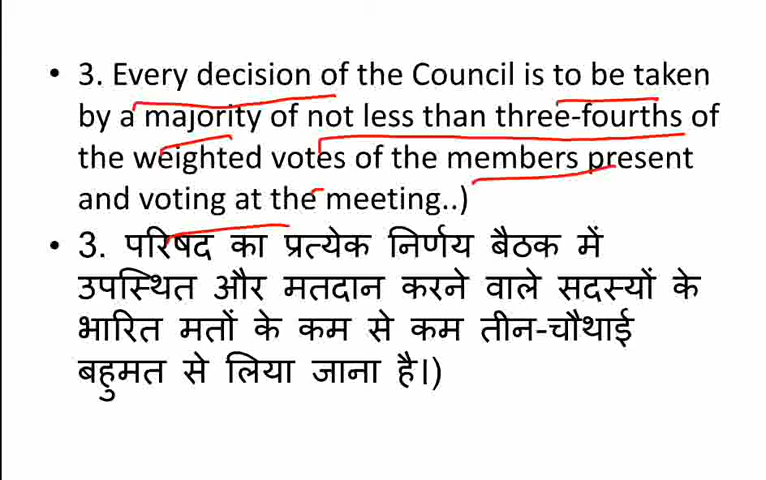 • 3. Every decision of the Council is to be taken
by a majority of not less than three-fourths of
the weighted votes of the members present
and voting at the meeting..)
• 3. परिषद का प्रत्येक निर्णय बैठक में
उपस्थित और मतदान करने वाले सदस्यों के
भारित मतों के कम से कम तीन-चौथाई
बहुमत से लिया जाना है।)